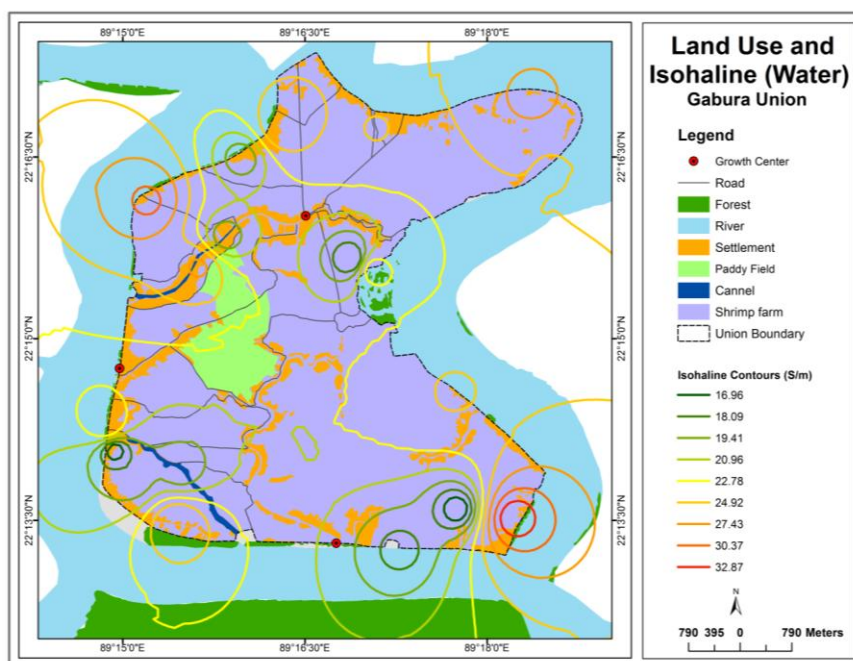 89°15'0"E 89°16'30"E 89°18'0"E
22°16'30"N 22°16'30"N
22°15'0"N 22°15'0"N
22°13'30"N 22°13'30"N
89°15'0"E 89°16'30"E 89°18'0"E
Land Use and
Isohaline (Water)
Gabura Union
Legend
Growth Center
Road
Forest
River
Settlement
Paddy Field
Cannel
Shrimp farm
Union Boundary
Isohaline Contours (S/m)
16.96
18.09
19.41
20.96
22.78
24.92
27.43
30.37
32.87
N
790 395 0 790 Meters